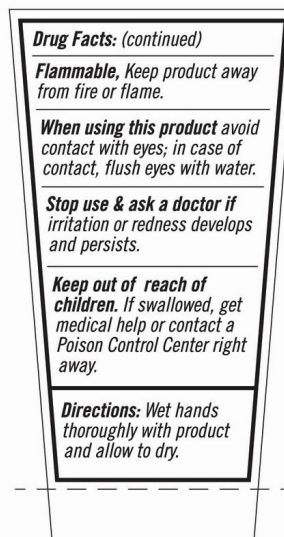 Drug Facts: (continued)
Flammable, Keep product away
from fire or flame.
When using this product avoid
contact with eyes; in case of
contact, flush eyes with water.
Stop use & ask a doctor if
irritation or redness develops
and persists.
Keep out of reach of
children. If swallowed, get
medical help or contact a
Poison Control Center right
away.
Directions: Wet hands
thoroughly with product
and allow to dry.